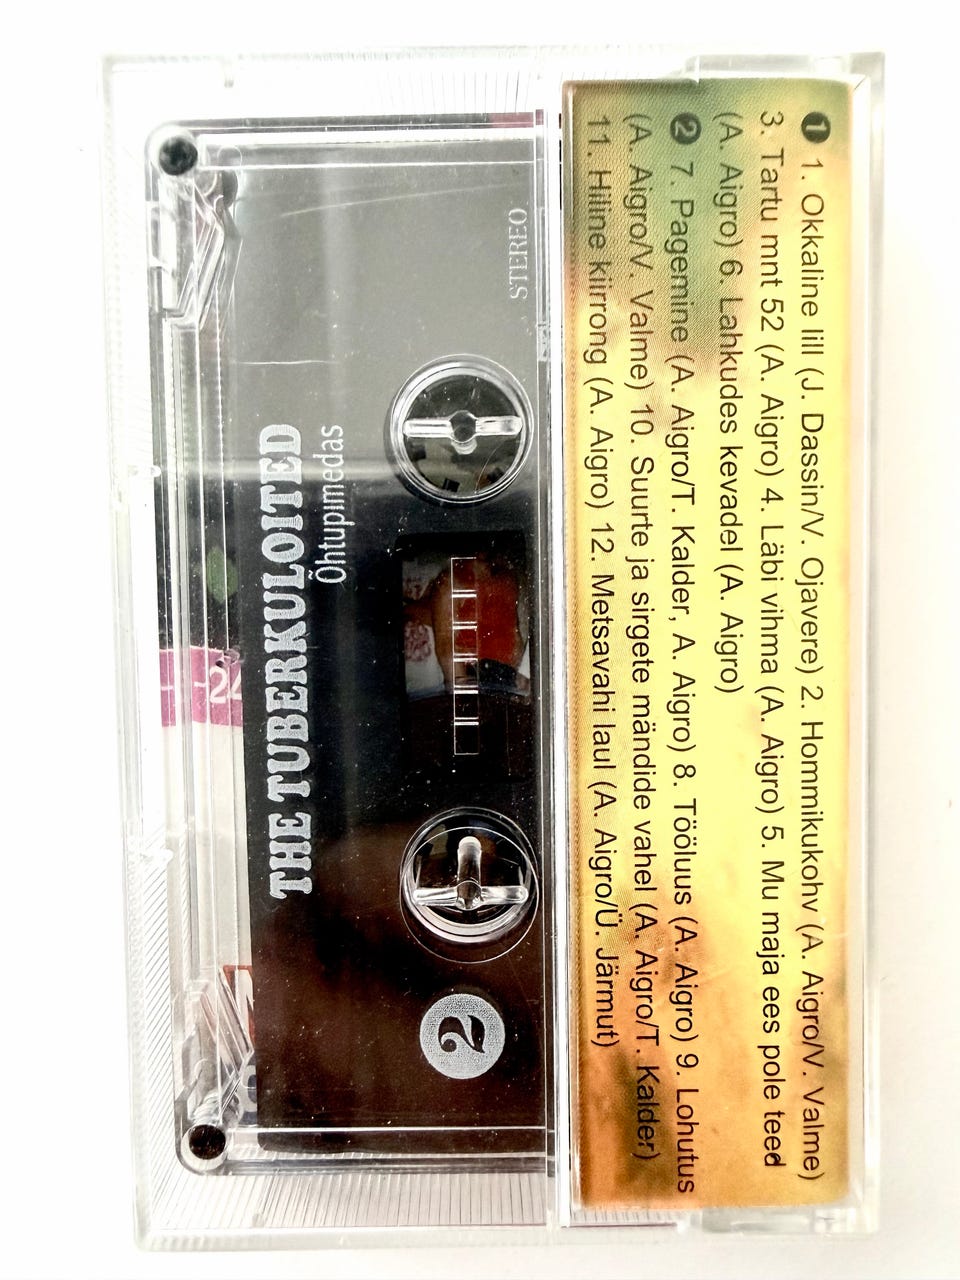 ❶ 1. Okkaline lill (J. Dassin/V. Ojavere) 2. Hommikukohv (A. Aigro/V. Valme)
3. Tartu mnt 52 (A. Aigro) 4. Läbi vihma (A. Aigro) 5. Mu maja ees pole teed
(A. Aigro) 6. Lahkudes kevadel (A. Aigro)
❷ 7. Pagemine (A. Aigro/T. Kalder, A. Aigro) 8. Tööluus (A. Aigro) 9. Lohutus
(A. Aigro/V. Valme) 10. Suurte ja sirgete mändide vahel (A. Aigro/T. Kalder)
11. Hiline kiirrong (A. Aigro) 12. Metsavahi laul (A. Aigro/Ü. Järmut)
THE TUBERKULOITED
Õhtupimedas
STEREO
2
-24